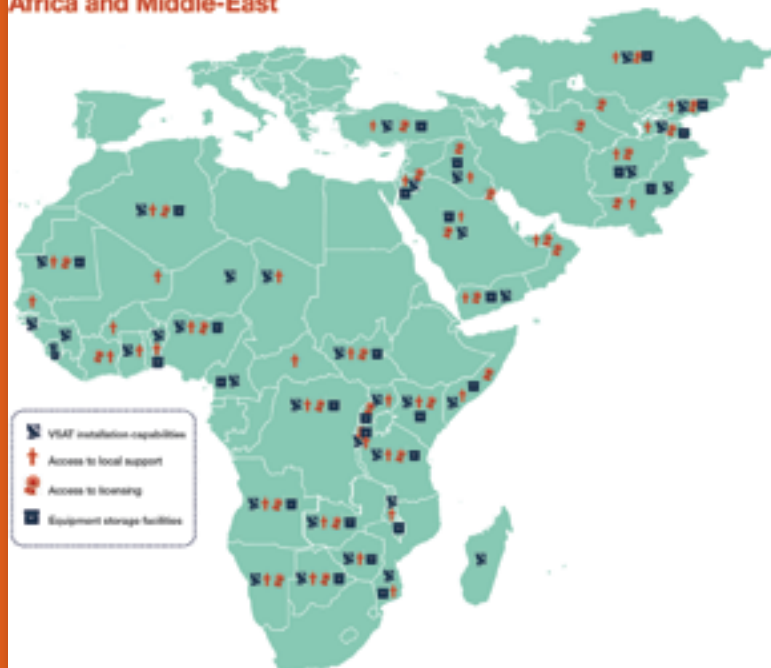 Africa and Middle-East
VSAT installation capabilities
Access to local support
Access to licensing
Equipment storage facilities